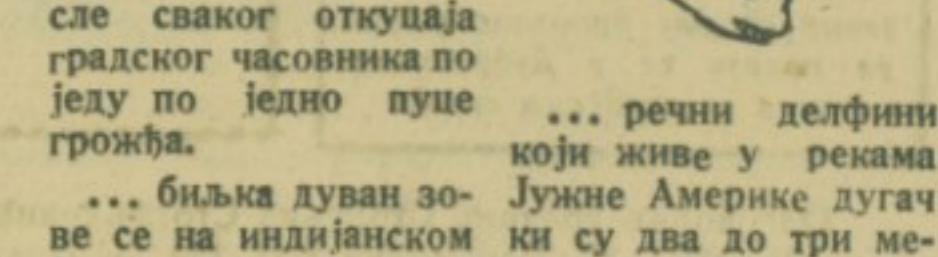 сле сваког откуцаја
градског часовника по
једу по једно пуце
грожђа.
... биљка дуван зо-
ве се на индијанском
... речни делфини
који живе у рекама
Јужне Америке дугач
ки су два до три ме-